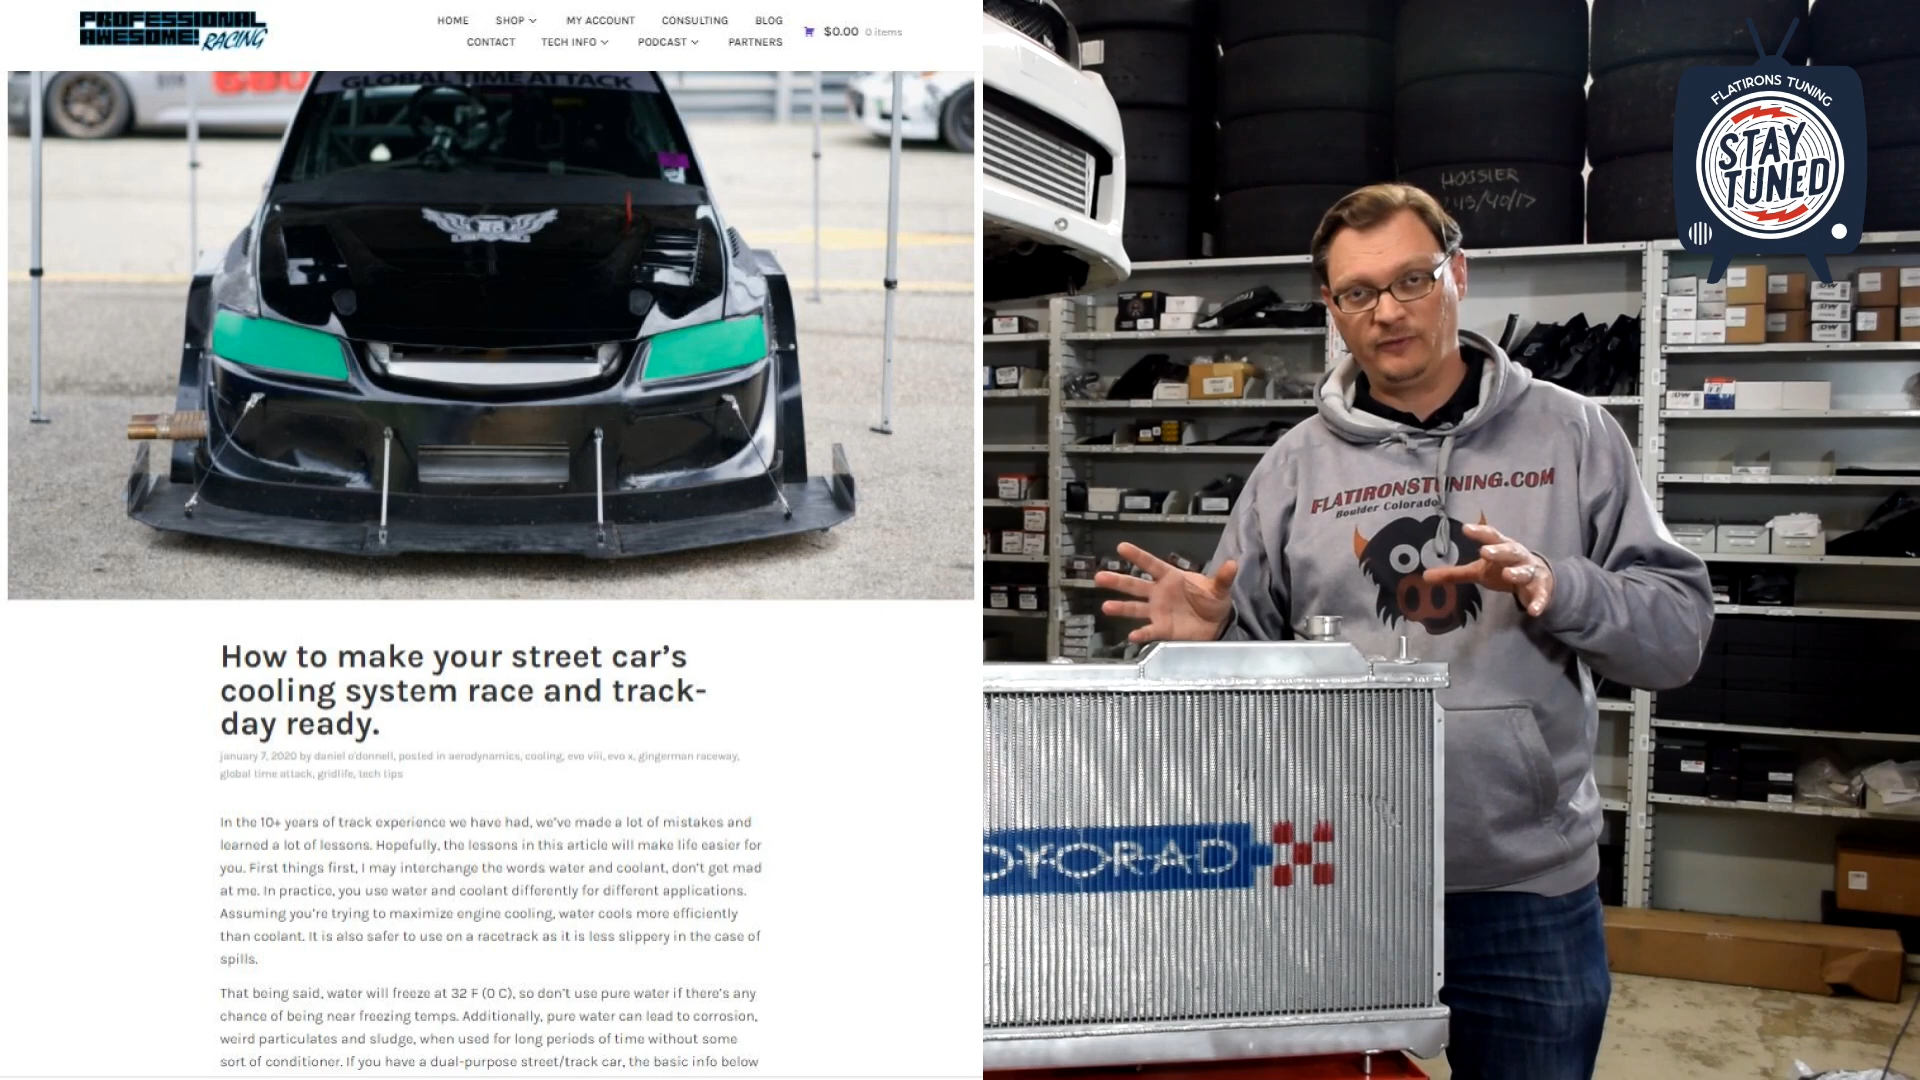 PROFESSIONAL
AWESOME! RACING
HOME SHOP MY ACCOUNT CONSULTING BLOG
CONTACT TECH INFO PODCAST PARTNERS
$0.00 0 items
GLOBAL TIME ATTACK
How to make your street car's
cooling system race and track-
day ready.
january 7, 2020 by daniel o'donnell, posted in aerodynamics, cooling, evo viii, evo x, gingerman raceway,
global time attack, gridlife, tech tips
In the 10+ years of track experience we have had, we've made a lot of mistakes and
learned a lot of lessons. Hopefully, the lessons in this article will make life easier for
you. First things first, I may interchange the words water and coolant, don't get mad
at me. In practice, you use water and coolant differently for different applications.
Assuming you're trying to maximize engine cooling, water cools more efficiently
than coolant. It is also safer to use on a racetrack as it is less slippery in the case of
spills.
That being said, water will freeze at 32 F (0 C), so don't use pure water if there's any
chance of being near freezing temps. Additionally, pure water can lead to corrosion,
weird particulates and sludge, when used for long periods of time without some
sort of conditioner. If you have a dual-purpose street/track car, the basic info below
FLATIRONS TUNING
STAY
TUNED
HOOSIER
FLATIRONSTUNING.COM
Boulder Colorado
OYORAD